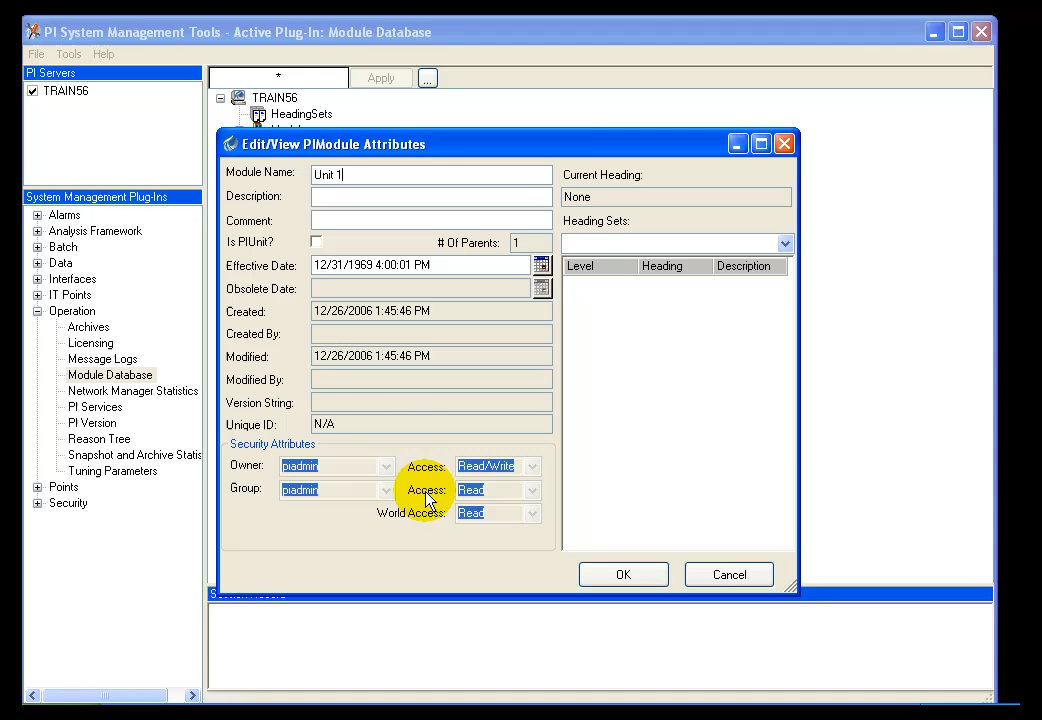 PI System Management Tools - Active Plug-In: Module Database
File Tools Help
PI Servers
TRAIN56
System Management Plug-Ins
Alarms
Analysis Framework
Batch
Data
Interfaces
IT Points
Operation
Archives
Licensing
Message Logs
Module Database
Network Manager Statistics
PI Services
PI Version
Reason Tree
Snapshot and Archive Statis
Tuning Parameters
Points
Security
* Apply ...
TRAIN56
HeadingSets
Edit/View PIModule Attributes
Module Name: Unit 1
Description:
Comment:
Is PIUnit? # Of Parents: 1
Effective Date: 12/31/1969 4:00:01 PM
Obsolete Date:
Created: 12/26/2006 1:45:46 PM
Created By:
Modified: 12/26/2006 1:45:46 PM
Modified By:
Version String:
Unique ID: N/A
Security Attributes
Owner: piadmin Access: Read/Write
Group: piadmin Access: Read
World Access: Read
Current Heading:
None
Heading Sets:
Level Heading Description
OK Cancel